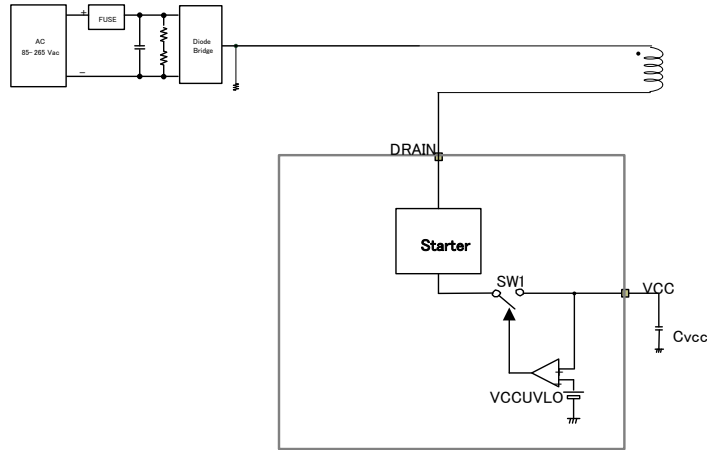 AC
85-265 Vac
+
−
FUSE
Diode
Bridge
DRAIN
Starter
SW1
VCC
Cvcc
+
VCCUVLO